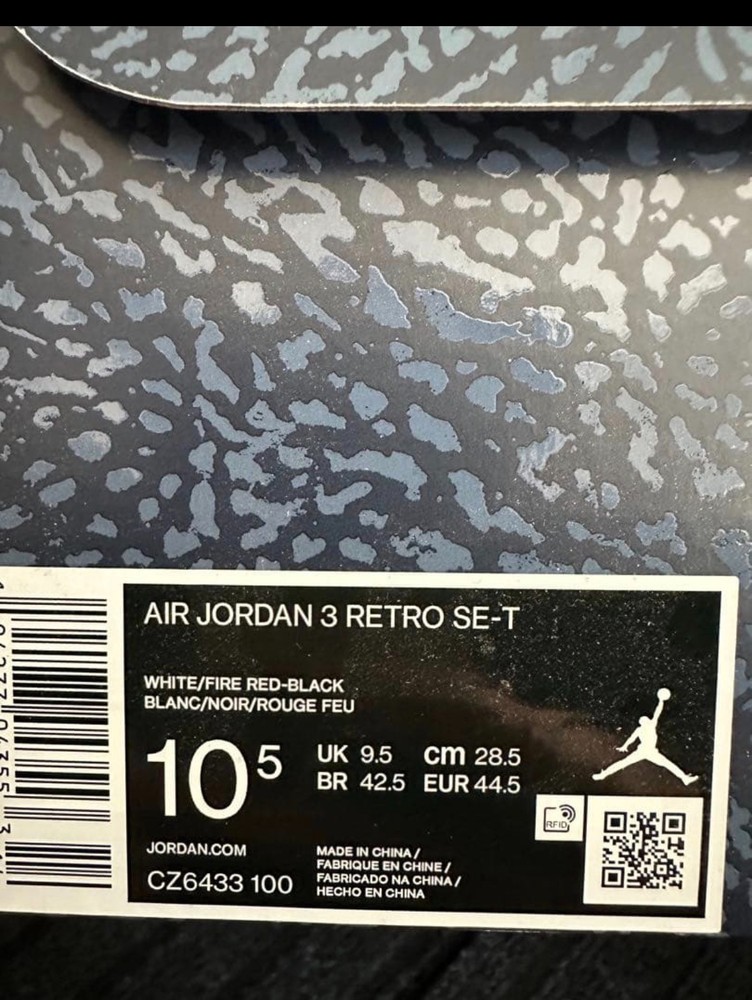 AIR JORDAN 3 RETRO SE-T
WHITE/FIRE RED-BLACK
BLANC/NOIR/ROUGE FEU
10 5
UK 9.5 cm 28.5
BR 42.5 EUR 44.5
RFID
JORDAN.COM
CZ6433 100
MADE IN CHINA /
FABRIQUE EN CHINE /
FABRICADO NA CHINA /
HECHO EN CHINA